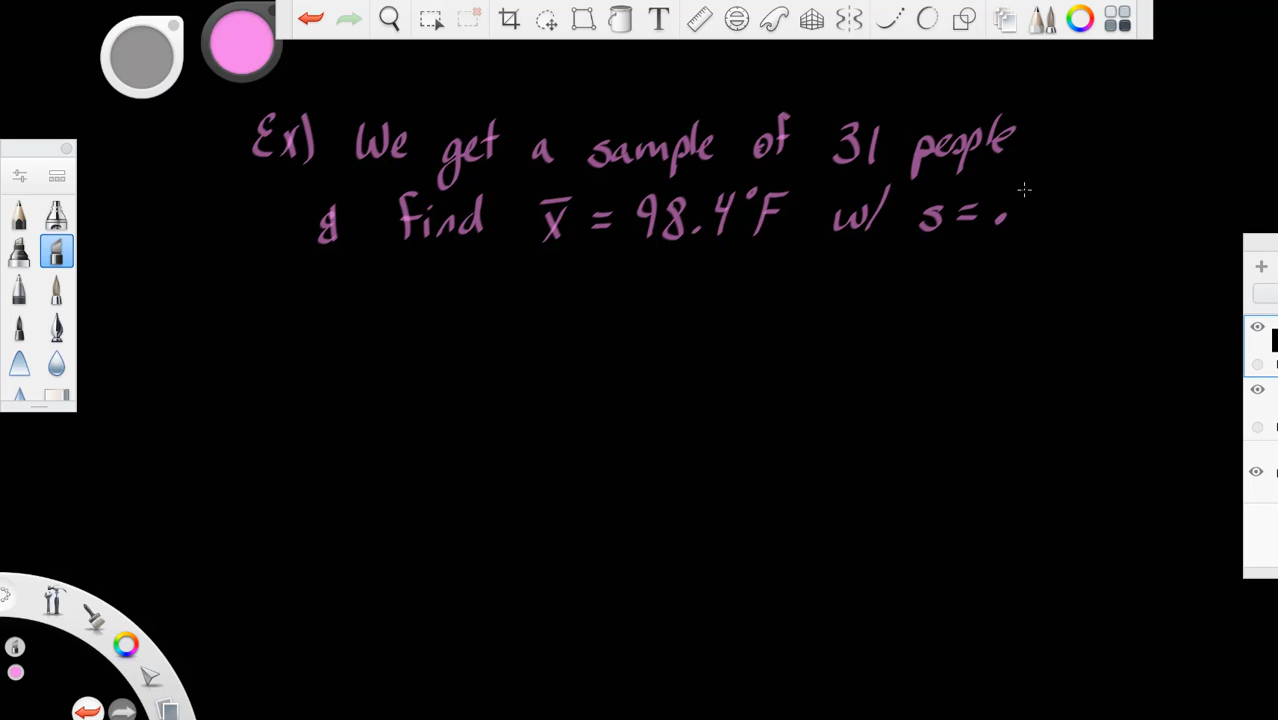 Ex) We get a sample of 31 people
& find x̄ = 98.4°F w/ s = .